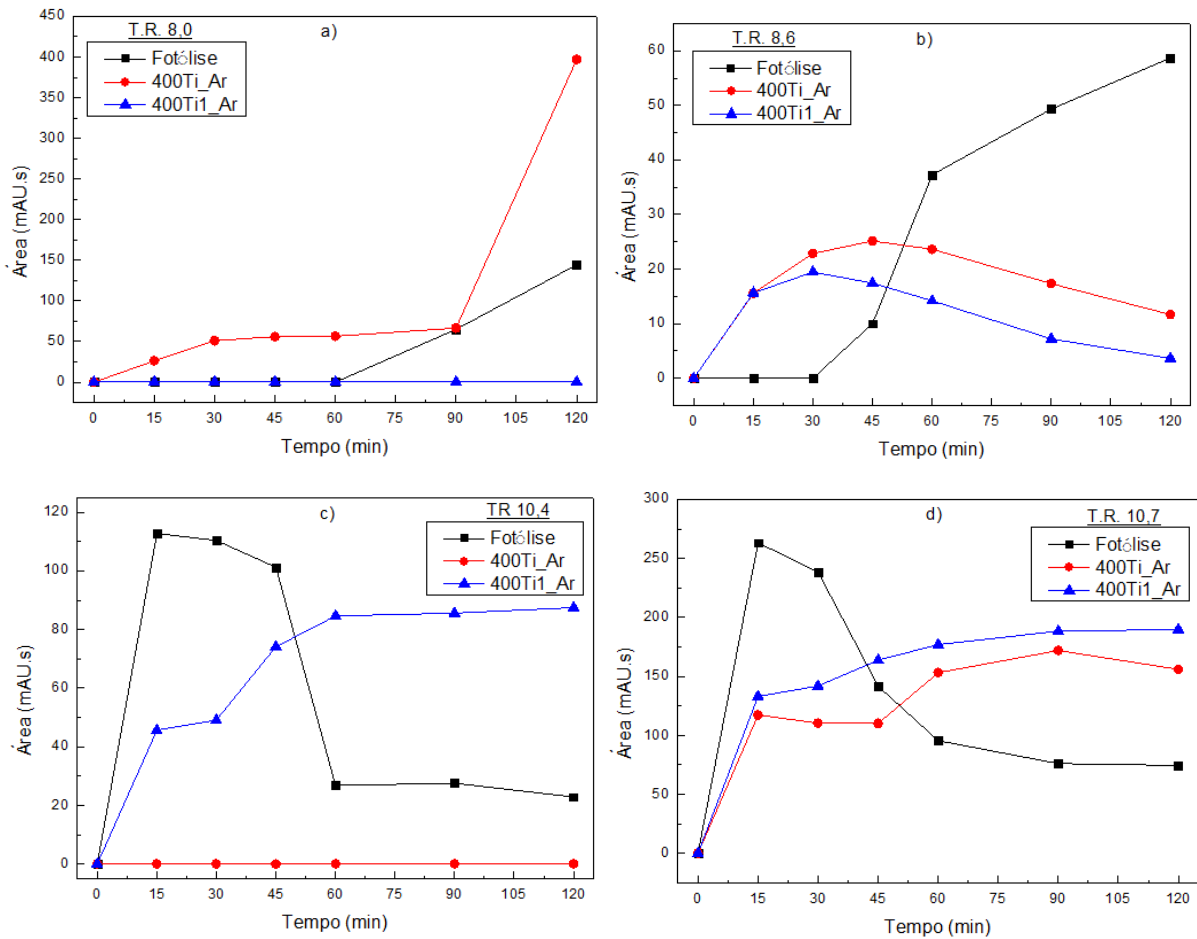 T.R. 8,0
a)
Fotólise
400Ti_Ar
400Ti1_Ar
450
400
350
300
250
200
150
100
50
0
Área (mAU.s)
0 15 30 45 60 75 90 105 120
Tempo (min)
T.R. 8,6
b)
Fotólise
400Ti_Ar
400Ti1_Ar
60
50
40
30
20
10
0
Área (mAU.s)
0 15 30 45 60 75 90 105 120
Tempo (min)
c)
TR 10,4
Fotólise
400Ti_Ar
400Ti1_Ar
120
100
80
60
40
20
0
Área (mAU.s)
0 15 30 45 60 75 90 105 120
Tempo (min)
d)
T.R. 10,7
Fotólise
400Ti_Ar
400Ti1_Ar
300
250
200
150
100
50
0
Área (mAU.s)
0 15 30 45 60 75 90 105 120
Tempo (min)